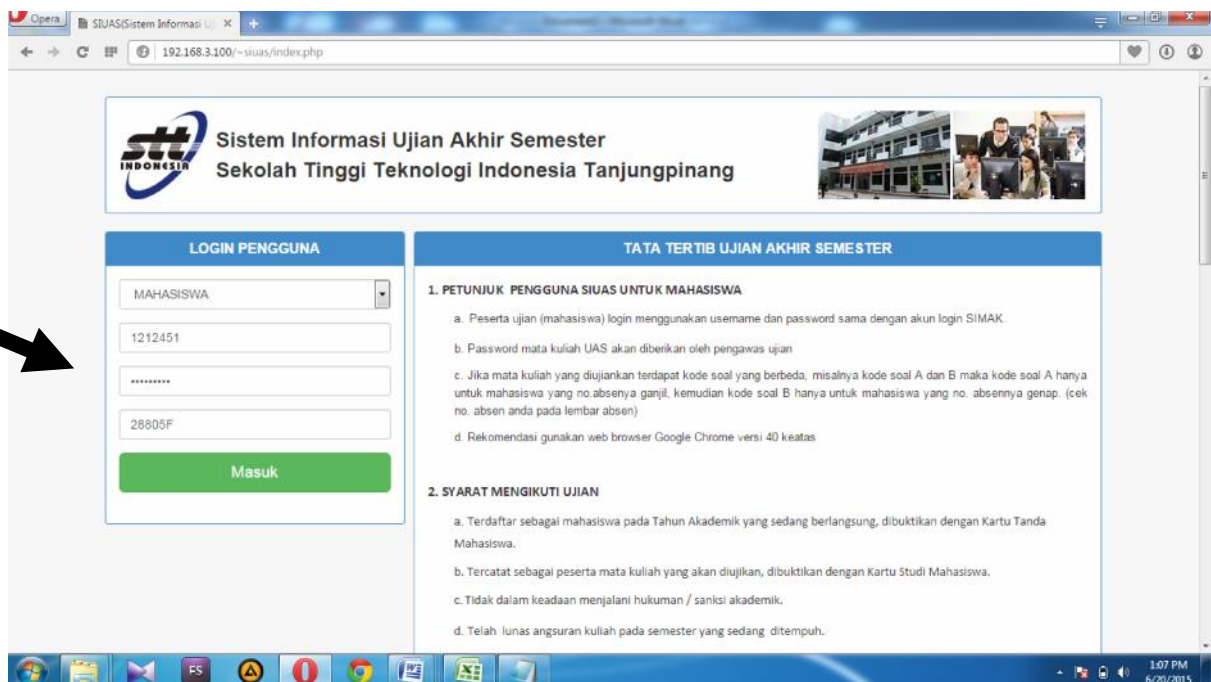 Opera
SIUAS(Sistem Informasi Uj
192.168.3.100/~siuas/index.php
stt
INDONESIA
Sistem Informasi Ujian Akhir Semester
Sekolah Tinggi Teknologi Indonesia Tanjungpinang
LOGIN PENGGUNA
MAHASISWA
1212451
•••••••••
28805F
Masuk
TATA TERTIB UJIAN AKHIR SEMESTER
1. PETUNJUK PENGGUNA SIUAS UNTUK MAHASISWA
a. Peserta ujian (mahasiswa) login menggunakan username dan password sama dengan akun login SIMAK.
b. Password mata kuliah UAS akan diberikan oleh pengawas ujian
c. Jika mata kuliah yang diujiankan terdapat kode soal yang berbeda, misalnya kode soal A dan B maka kode soal A hanya
untuk mahasiswa yang no.absenya ganjil, kemudian kode soal B hanya untuk mahasiswa yang no. absennya genap. (cek
no. absen anda pada lembar absen)
d. Rekomendasi gunakan web browser Google Chrome versi 40 keatas
2. SYARAT MENGIKUTI UJIAN
a. Terdaftar sebagai mahasiswa pada Tahun Akademik yang sedang berlangsung, dibuktikan dengan Kartu Tanda
Mahasiswa.
b. Tercatat sebagai peserta mata kuliah yang akan diujikan, dibuktikan dengan Kartu Studi Mahasiswa.
c. Tidak dalam keadaan menjalani hukuman / sanksi akademik.
d. Telah lunas angsuran kuliah pada semester yang sedang ditempuh.
FS
1:07 PM
6/20/2015